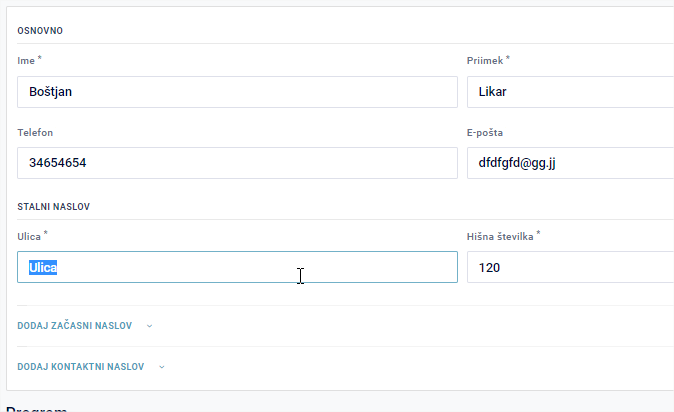 OSNOVNO
Ime * Priimek *
Boštjan Likar
Telefon E-pošta
34654654 dfdfgfd@gg.jj
STALNI NASLOV
Ulica * Hišna številka *
Ulica 120
DODAJ ZAČASNI NASLOV
DODAJ KONTAKTNI NASLOV
Program